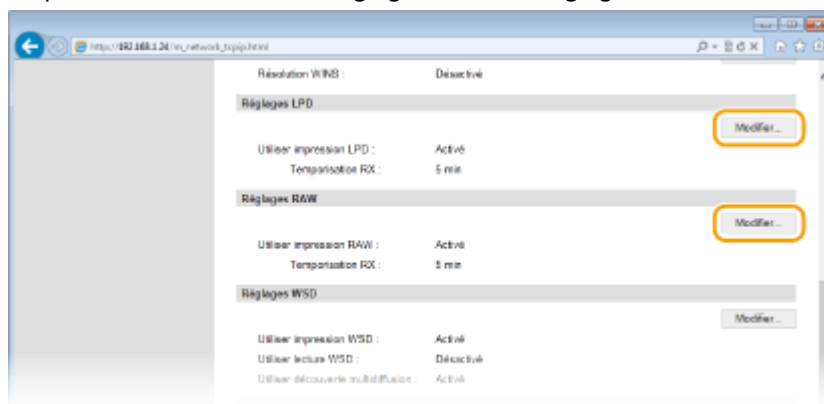 http://192.168.1.24/m_network_tcpip.html
Résolution WINS : Désactivé
Réglages LPD
Modifier...
Utiliser impression LPD : Activé
Temporisation RX : 5 min
Réglages RAW
Modifier...
Utiliser impression RAW : Activé
Temporisation RX : 5 min
Réglages WSD
Modifier...
Utiliser impression WSD : Activé
Utiliser lecture WSD : Désactivé
Utiliser découverte multidiffusion : Activé